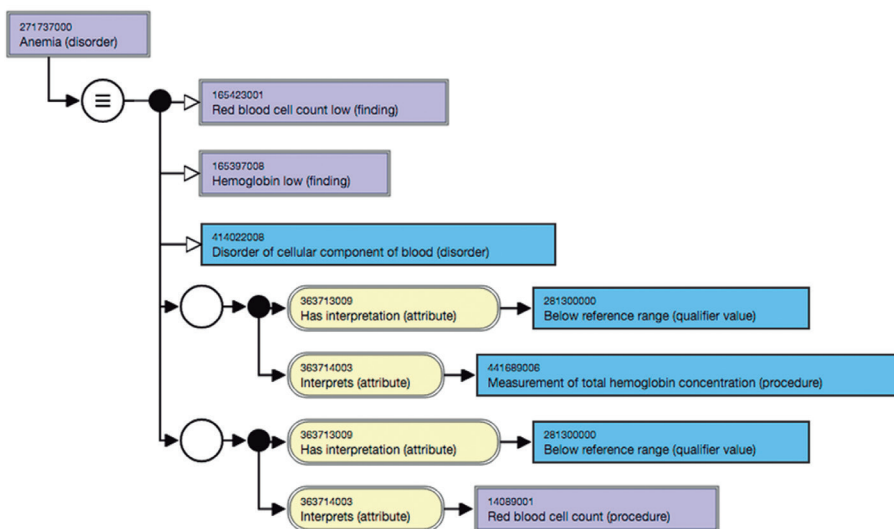 271737000
Anemia (disorder)
165423001
Red blood cell count low (finding)
165397008
Hemoglobin low (finding)
414022008
Disorder of cellular component of blood (disorder)
363713009
Has interpretation (attribute)
281300000
Below reference range (qualifier value)
363714003
Interprets (attribute)
441689006
Measurement of total hemoglobin concentration (procedure)
363713009
Has interpretation (attribute)
281300000
Below reference range (qualifier value)
363714003
Interprets (attribute)
14089001
Red blood cell count (procedure)